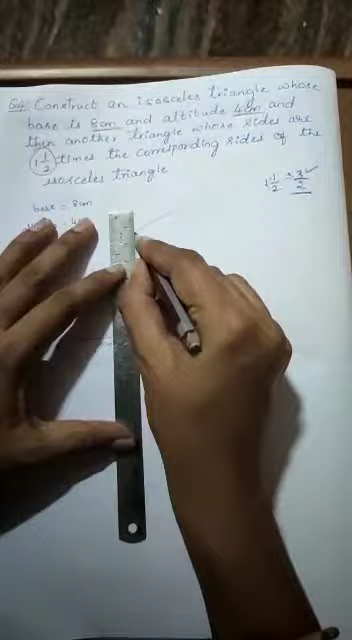 Q4. Construct an isosceles triangle whose
base is 8cm and altitude 4cm and
then another triangle whose sides are
1 1/2 times the corresponding sides of the
isosceles triangle
1 1/2 = 3/2
base = 8cm